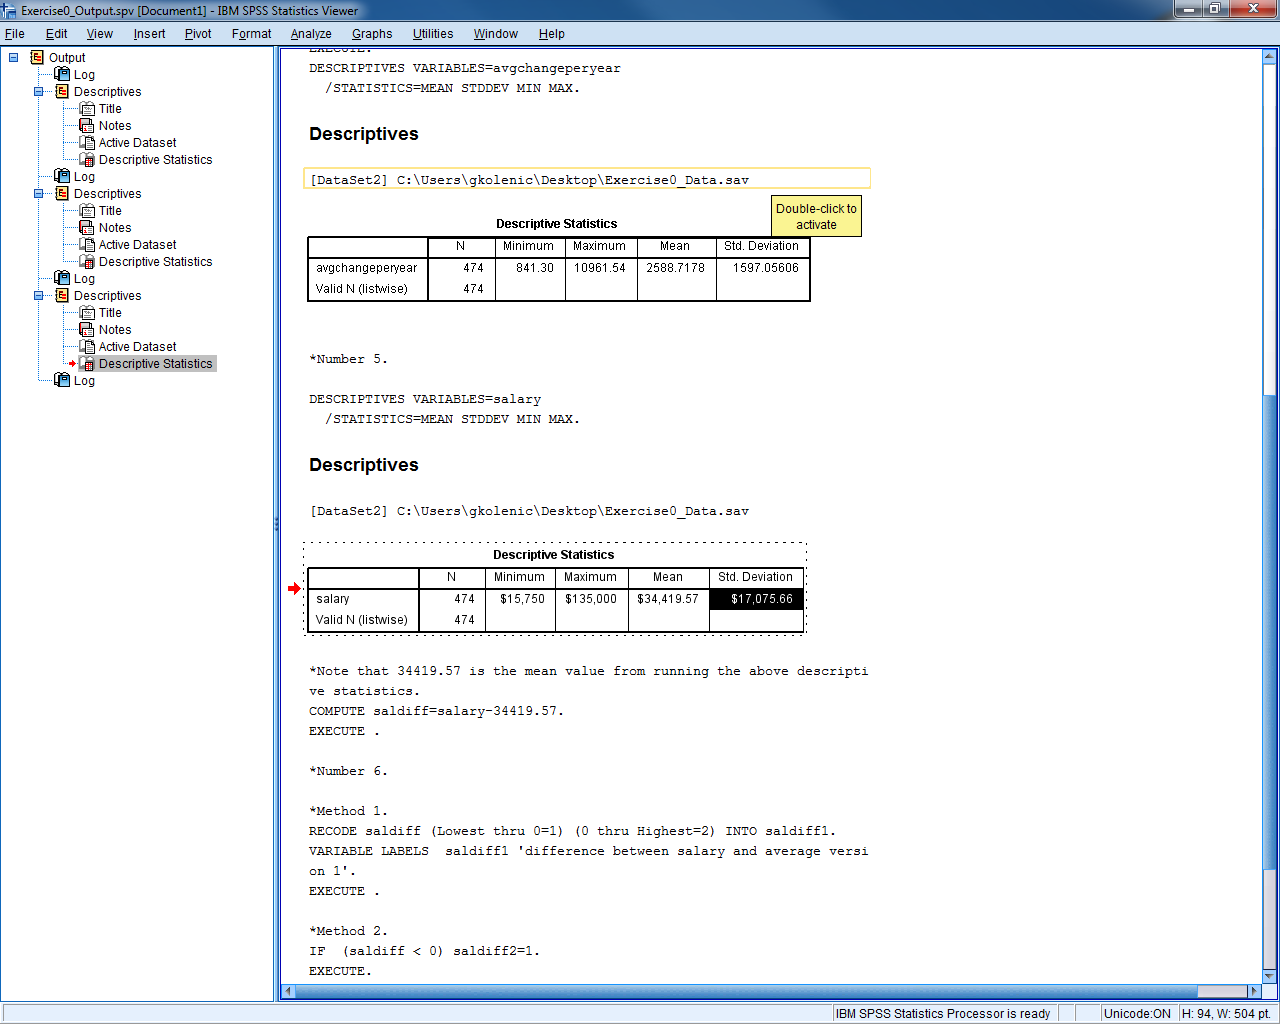 Exercise0_Output.spv [Document1] - IBM SPSS Statistics Viewer
File Edit View Insert Pivot Format Analyze Graphs Utilities Window Help
Output
Log
Descriptives
Title
Notes
Active Dataset
Descriptive Statistics
Log
Descriptives
Title
Notes
Active Dataset
Descriptive Statistics
Log
Descriptives
Title
Notes
Active Dataset
Descriptive Statistics
Log
EXECUTE.
DESCRIPTIVES VARIABLES=avgchangeperyear
/STATISTICS=MEAN STDDEV MIN MAX.
Descriptives
[DataSet2] C:\Users\gkolenic\Desktop\Exercise0_Data.sav
Double-click to
activate
Descriptive Statistics
N Minimum Maximum Mean Std. Deviation
avgchangeperyear 474 841.30 10961.54 2588.7178 1597.05606
Valid N (listwise) 474
*Number 5.
DESCRIPTIVES VARIABLES=salary
/STATISTICS=MEAN STDDEV MIN MAX.
Descriptives
[DataSet2] C:\Users\gkolenic\Desktop\Exercise0_Data.sav
Descriptive Statistics
N Minimum Maximum Mean Std. Deviation
salary 474 $15,750 $135,000 $34,419.57 $17,075.66
Valid N (listwise) 474
*Note that 34419.57 is the mean value from running the above descripti
ve statistics.
COMPUTE saldiff=salary-34419.57.
EXECUTE .
*Number 6.
*Method 1.
RECODE saldiff (Lowest thru 0=1) (0 thru Highest=2) INTO saldiff1.
VARIABLE LABELS  saldiff1 'difference between salary and average versi
on 1'.
EXECUTE .
*Method 2.
IF  (saldiff < 0) saldiff2=1.
EXECUTE.
IBM SPSS Statistics Processor is ready Unicode:ON H: 94, W: 504 pt.